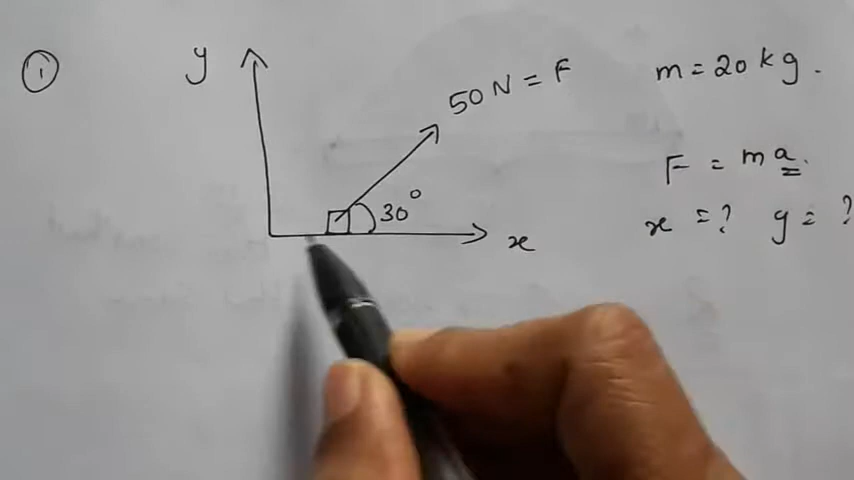 ①
y
50 N = F
m = 20 kg.
F = ma.
30°
x = ? y = ?
x